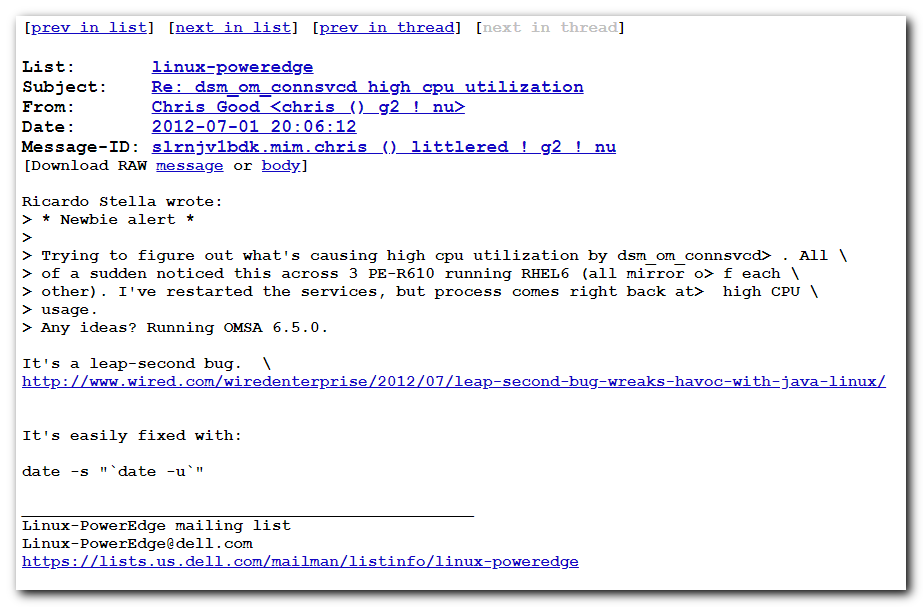 [prev in list] [next in list] [prev in thread] [next in thread]
List: linux-poweredge
Subject: Re: dsm_om_connsvcd high cpu utilization
From: Chris Good <chris () g2 ! nu>
Date: 2012-07-01 20:06:12
Message-ID: slrnjv1bdk.mim.chris () littlered ! g2 ! nu
[Download RAW message or body]
Ricardo Stella wrote:
> * Newbie alert *
>
> Trying to figure out what's causing high cpu utilization by dsm_om_connsvcd> . All \
> of a sudden noticed this across 3 PE-R610 running RHEL6 (all mirror o> f each \
> other). I've restarted the services, but process comes right back at>  high CPU \
> usage.
> Any ideas? Running OMSA 6.5.0.
It's a leap-second bug.  \
http://www.wired.com/wiredenterprise/2012/07/leap-second-bug-wreaks-havoc-with-java-linux/
It's easily fixed with:
date -s "`date -u`"
_______________________________________________
Linux-PowerEdge mailing list
Linux-PowerEdge@dell.com
https://lists.us.dell.com/mailman/listinfo/linux-poweredge